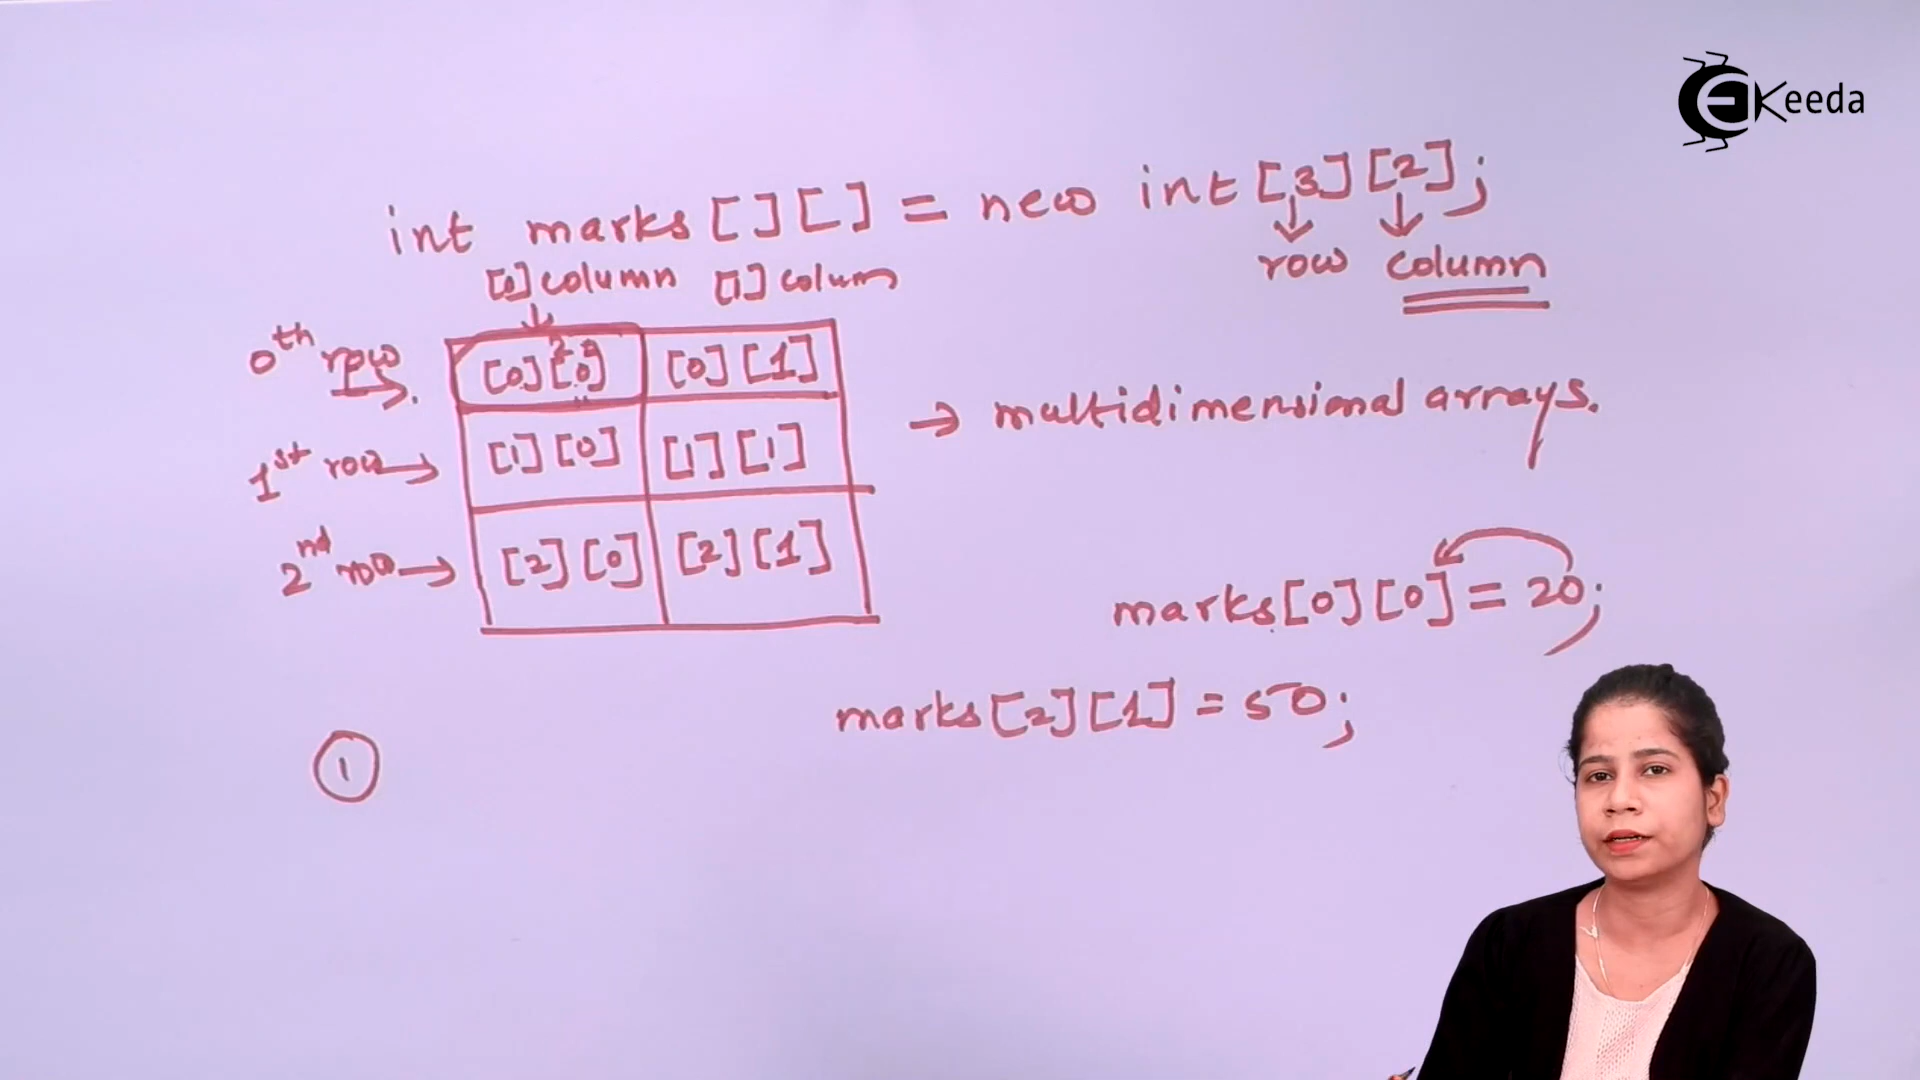 EKeeda
int marks[][] = new int[3][2];
row column
[0] column [1] column
0th row [0][0] [0][1]
1st row [1][0] [1][1]
2nd row [2][0] [2][1]
→ multidimensional arrays.
marks[0][0] = 20;
marks[2][1] = 50;
1